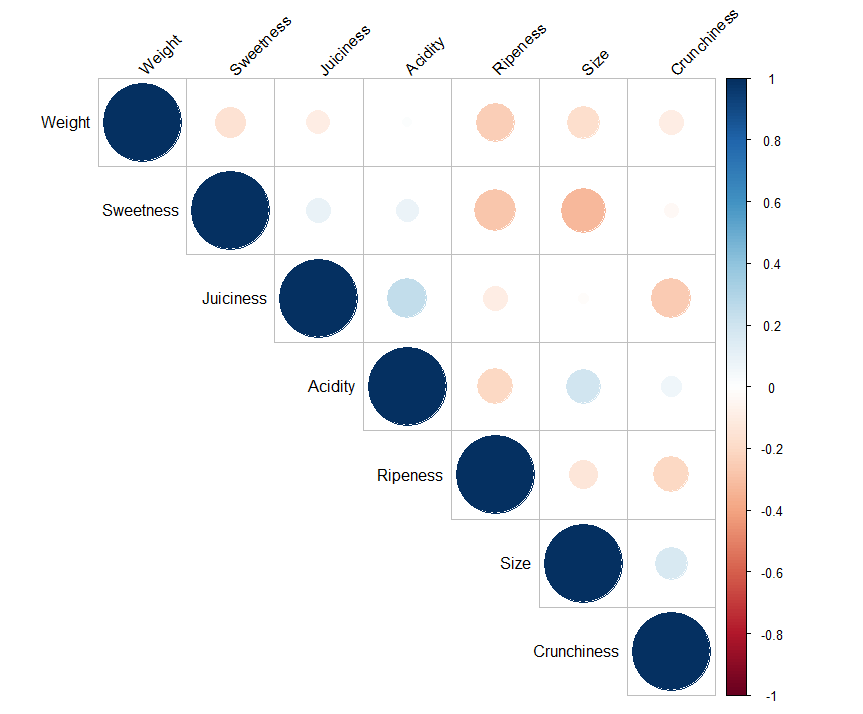 Weight
Sweetness
Juiciness
Acidity
Ripeness
Size
Crunchiness
Weight
Sweetness
Juiciness
Acidity
Ripeness
Size
Crunchiness
1
0.8
0.6
0.4
0.2
0
-0.2
-0.4
-0.6
-0.8
-1